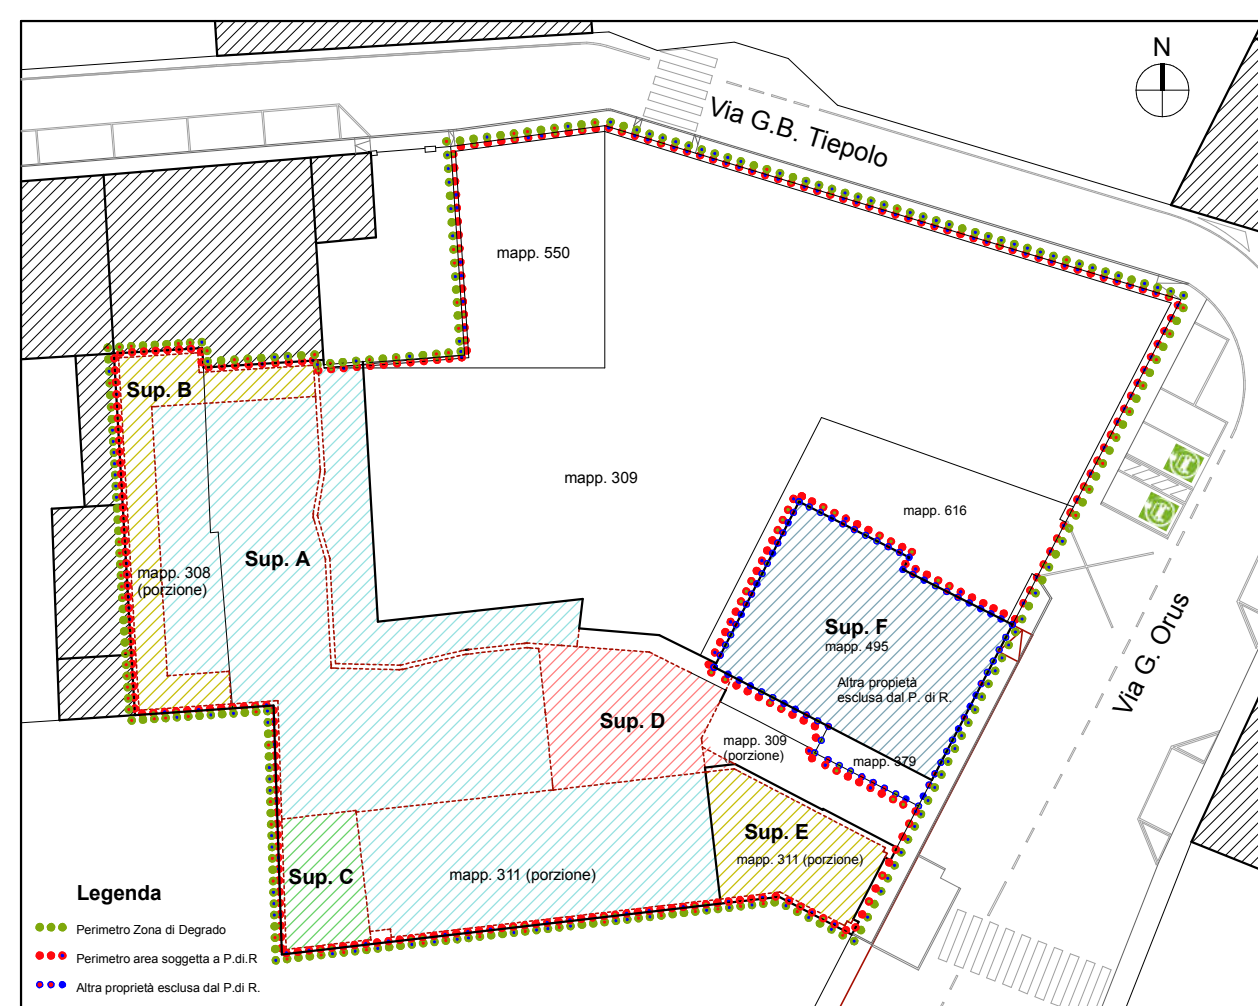 N
Via G.B. Tiepolo
mapp. 550
Sup. B
mapp. 309
mapp. 616
Sup. A
mapp. 308
(porzione)
Sup. F
mapp. 495
Altra propietà
esclusa dal P. di R.
Via G. Orus
Sup. D
mapp. 309
(porzione)
mapp. 379
Sup. E
mapp. 311 (porzione)
Sup. C
mapp. 311 (porzione)
Legenda
Perimetro Zona di Degrado
Perimetro area soggetta a P.di.R
Altra proprietà esclusa dal P.di R.